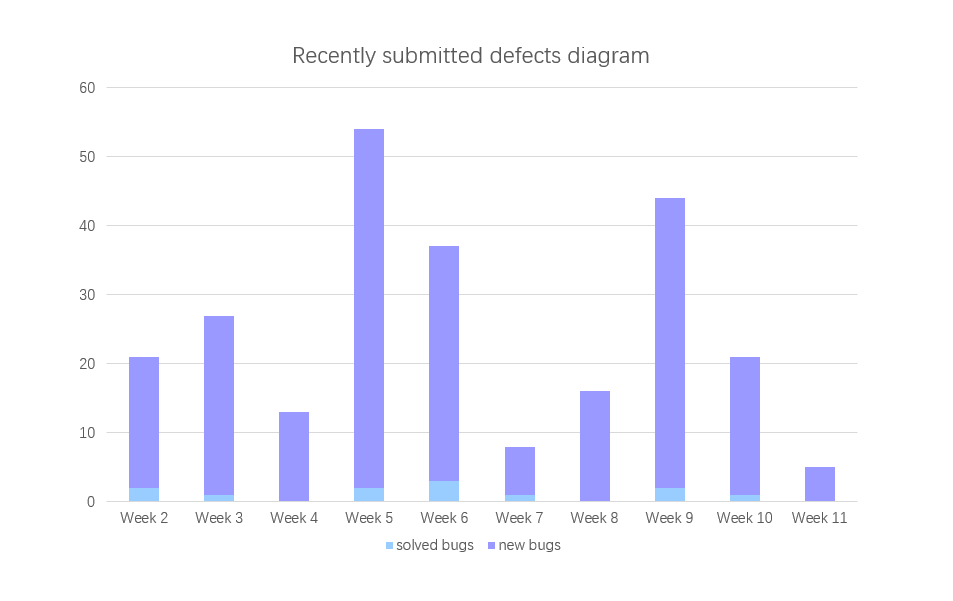 Recently submitted defects diagram
60
50
40
30
20
10
0
Week 2 Week 3 Week 4 Week 5 Week 6 Week 7 Week 8 Week 9 Week 10 Week 11
solved bugs new bugs